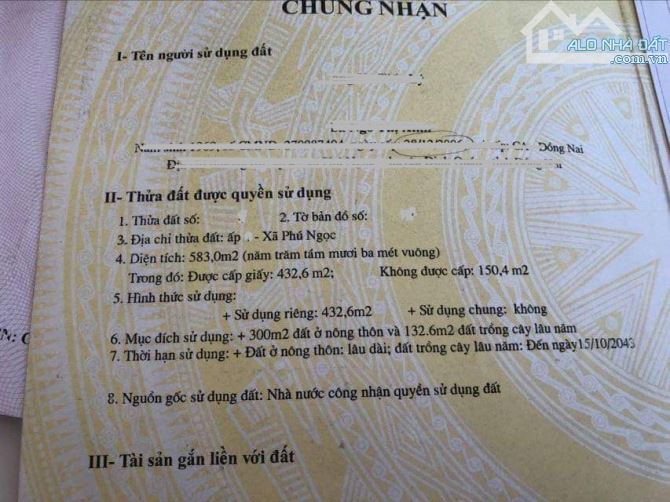 CHỨNG NHẬN
ALO NHÀ ĐẤT
.com.vn
I- Tên người sử dụng đất
Đồng Nai
II- Thửa đất được quyền sử dụng
1. Thửa đất số: 2. Tờ bản đồ số:
3. Địa chỉ thửa đất: ấp - Xã Phú Ngọc
4. Diện tích: 583,0m2 (năm trăm tám mươi ba mét vuông)
Trong đó: Được cấp giấy: 432,6 m2; Không được cấp: 150,4 m2
5. Hình thức sử dụng:
+ Sử dụng riêng: 432,6m2 + Sử dụng chung: không
6. Mục đích sử dụng: + 300m2 đất ở nông thôn và 132.6m2 đất trồng cây lâu năm
7. Thời hạn sử dụng: + Đất ở nông thôn: lâu dài; đất trồng cây lâu năm: Đến ngày15/10/2043
8. Nguồn gốc sử dụng đất: Nhà nước công nhận quyền sử dụng đất
III- Tài sản gắn liền với đất